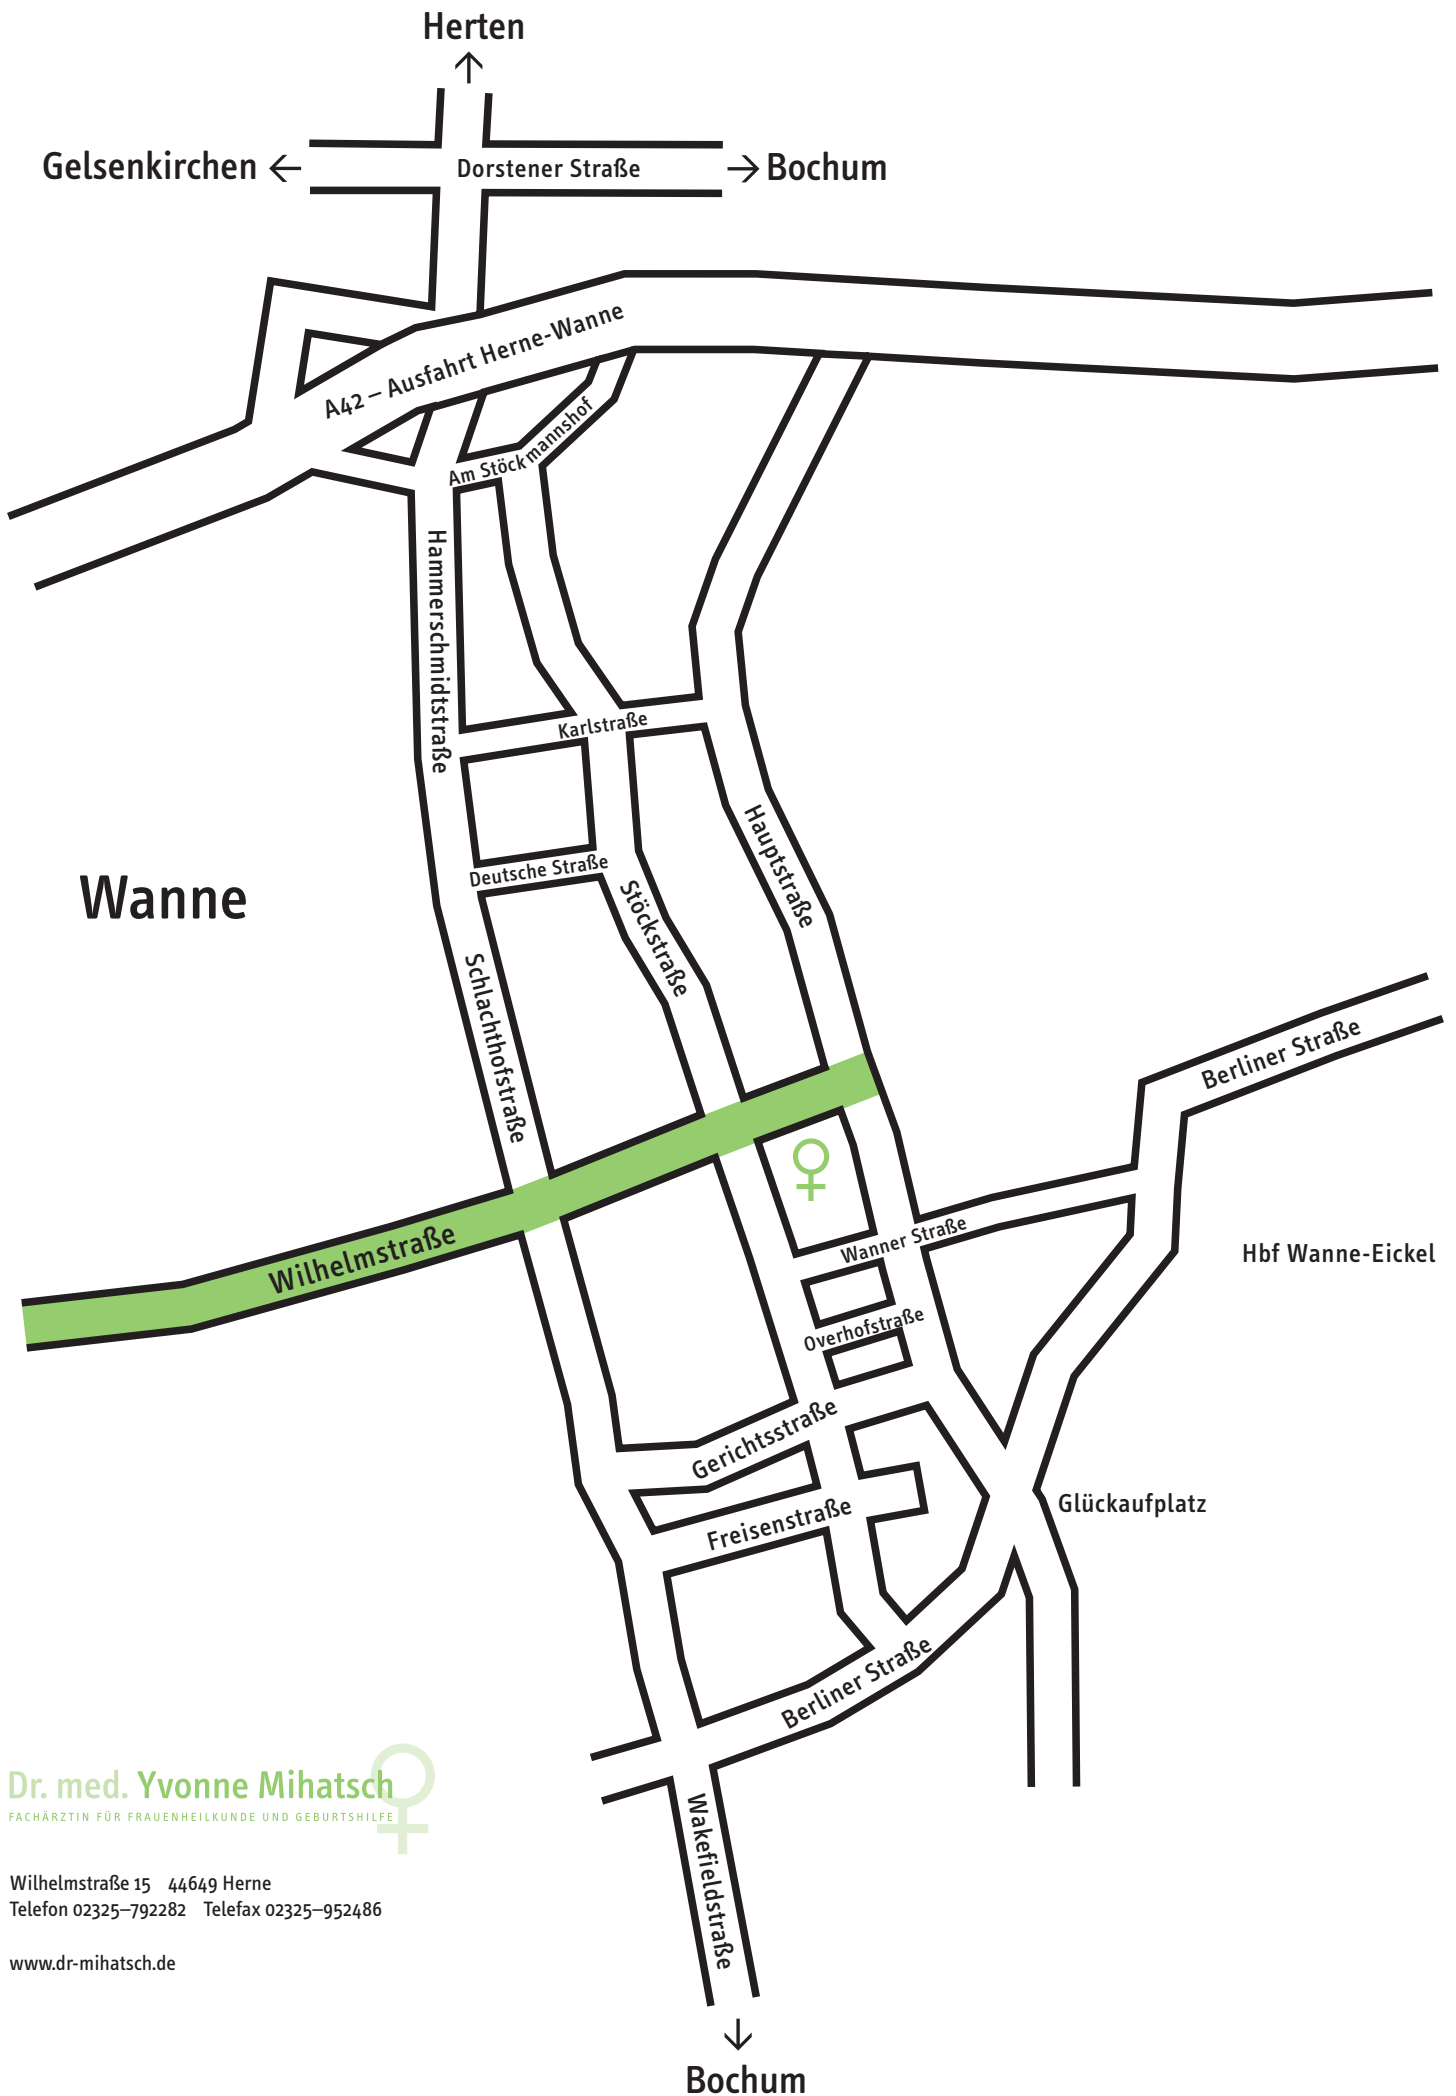 Herten
Gelsenkirchen
Dorstener Straße
Bochum
A42 – Ausfahrt Herne-Wanne
Am Stöckmannshof
Hammerschmidtstraße
Karlstraße
Hauptstraße
Deutsche Straße
Stöckstraße
Wanne
Schlachthofstraße
Berliner Straße
Wilhelmstraße
Wanner Straße
Hbf Wanne-Eickel
Overhofstraße
Gerichtsstraße
Freisenstraße
Glückaufplatz
Berliner Straße
Dr. med. Yvonne Mihatsch
FACHÄRZTIN FÜR FRAUENHEILKUNDE UND GEBURTSHILFE
Wakefieldstraße
Wilhelmstraße 15 44649 Herne
Telefon 02325–792282 Telefax 02325–952486
www.dr-mihatsch.de
Bochum